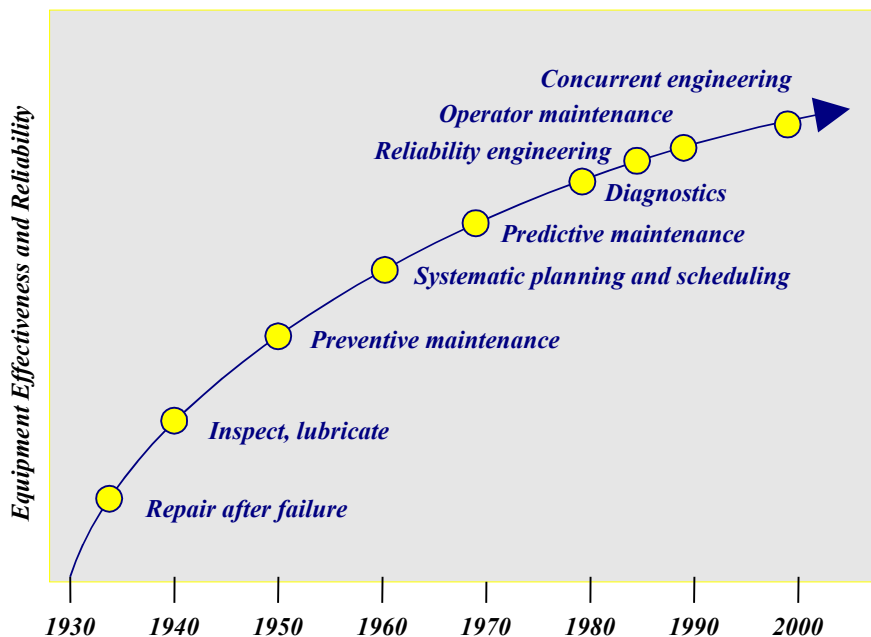 Concurrent engineering
Operator maintenance
Reliability engineering
Diagnostics
Predictive maintenance
Systematic planning and scheduling
Preventive maintenance
Inspect, lubricate
Repair after failure
Equipment Effectiveness and Reliability
1930 1940 1950 1960 1970 1980 1990 2000